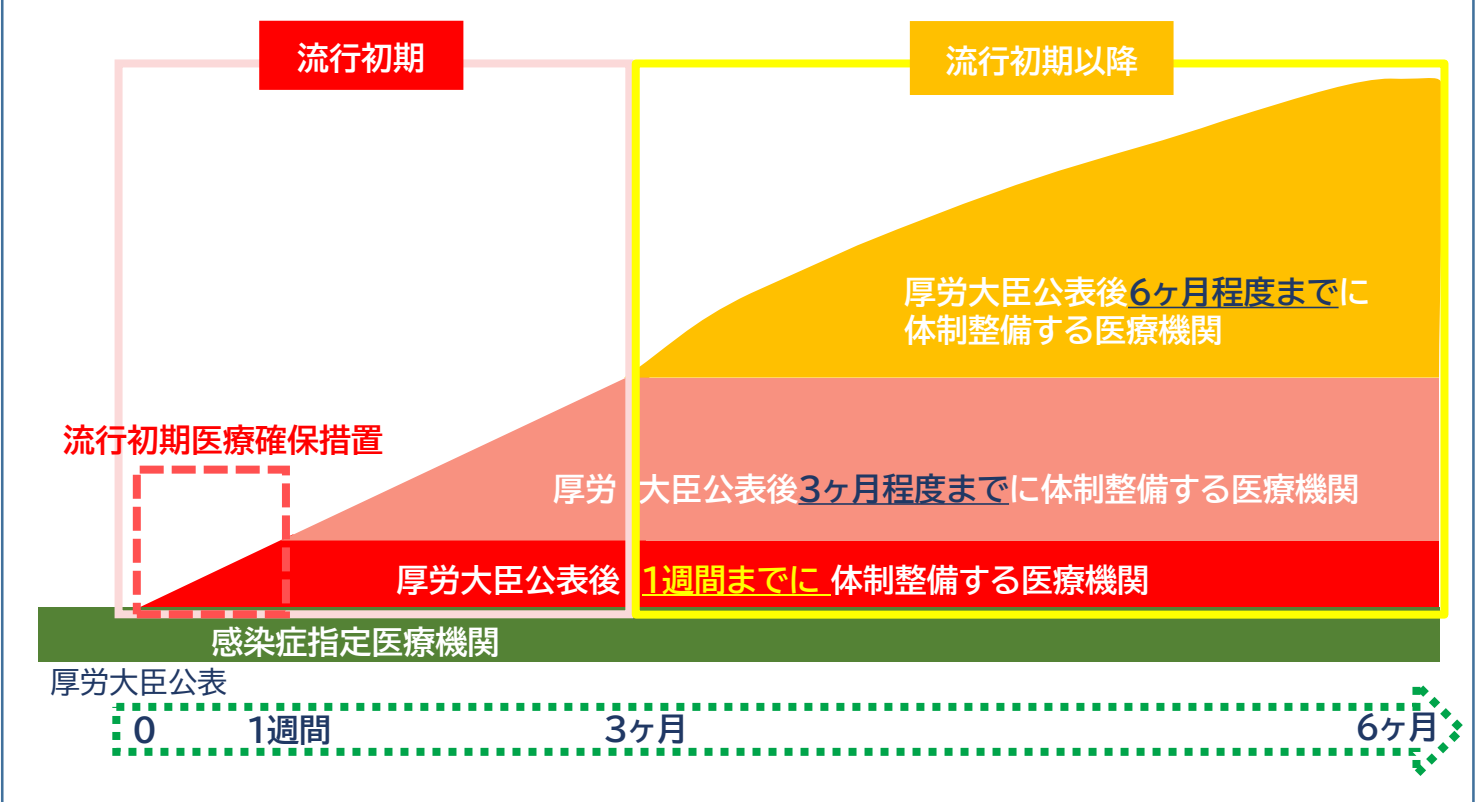 流行初期
流行初期以降
厚労大臣公表後6ヶ月程度までに
体制整備する医療機関
流行初期医療確保措置
厚労大臣公表後3ヶ月程度までに体制整備する医療機関
厚労大臣公表後1週間までに体制整備する医療機関
感染症指定医療機関
厚労大臣公表
0 1週間 3ヶ月 6ヶ月